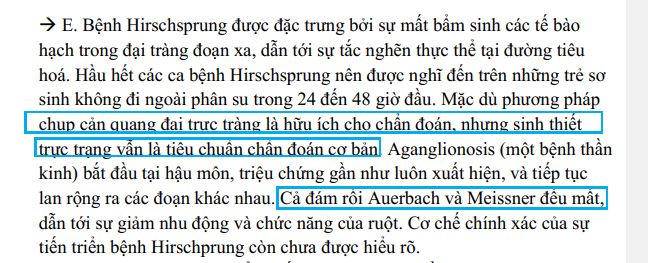 → E. Bệnh Hirschsprung được đặc trưng bởi sự mất bẩm sinh các tế bào
hạch trong đại tràng đoạn xa, dẫn tới sự tắc nghẽn thực thể tại đường tiêu
hoá. Hầu hết các ca bệnh Hirschsprung nên được nghĩ đến trên những trẻ sơ
sinh không đi ngoài phân su trong 24 đến 48 giờ đầu. Mặc dù phương pháp
chụp cản quang đại trực tràng là hữu ích cho chẩn đoán, nhưng sinh thiết
trực trạng vẫn là tiêu chuẩn chân đoán cơ bản. Aganglionosis (một bệnh thần
kinh) bắt đầu tại hậu môn, triệu chứng gần như luôn xuất hiện, và tiếp tục
lan rộng ra các đoạn khác nhau. Cả đám rối Auerbach và Meissner đều mất,
dẫn tới sự giảm nhu động và chức năng của ruột. Cơ chế chính xác của sự
tiến triển bệnh Hirschprung còn chưa được hiểu rõ.